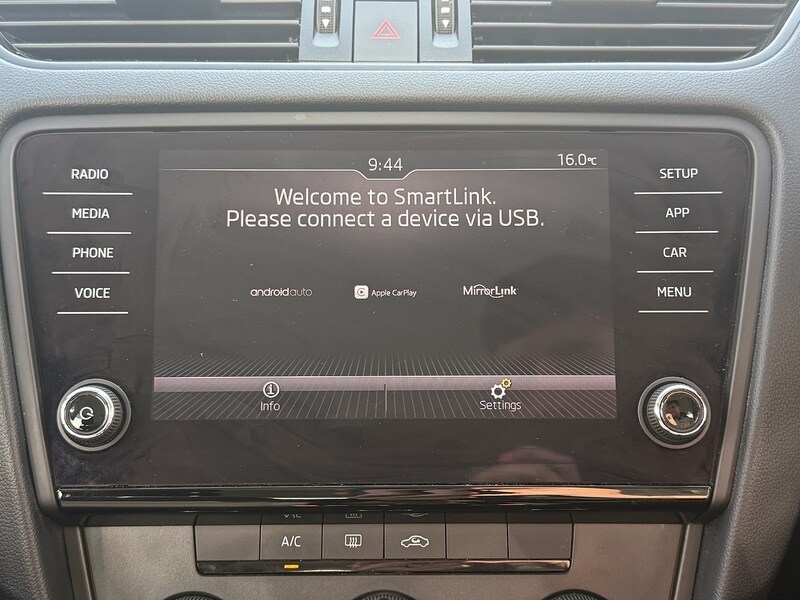 9:44
16.0°C
RADIO
MEDIA
PHONE
VOICE
Welcome to SmartLink.
Please connect a device via USB.
androidauto
Apple CarPlay
MirrorLink
Info
Settings
SETUP
APP
CAR
MENU
A/C